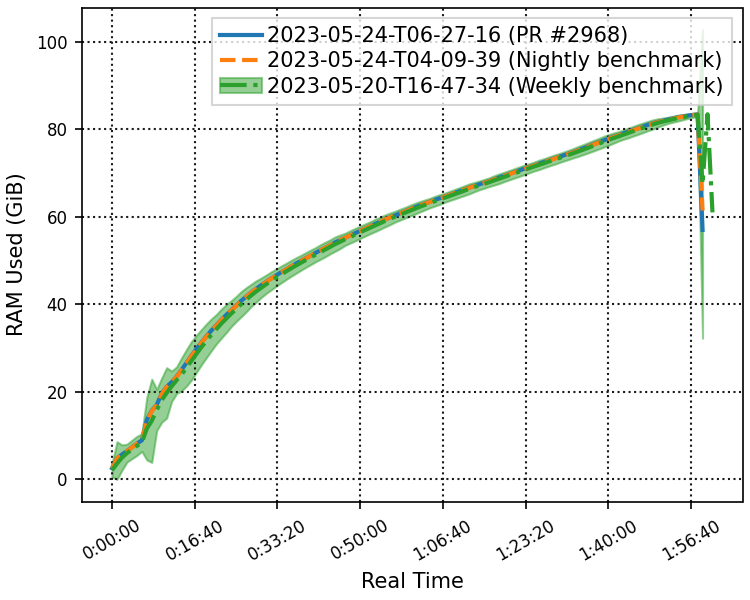 2023-05-24-T06-27-16 (PR #2968)
2023-05-24-T04-09-39 (Nightly benchmark)
2023-05-20-T16-47-34 (Weekly benchmark)
RAM Used (GiB)
100
80
60
40
20
0
0:00:00
0:16:40
0:33:20
0:50:00
1:06:40
1:23:20
1:40:00
1:56:40
Real Time